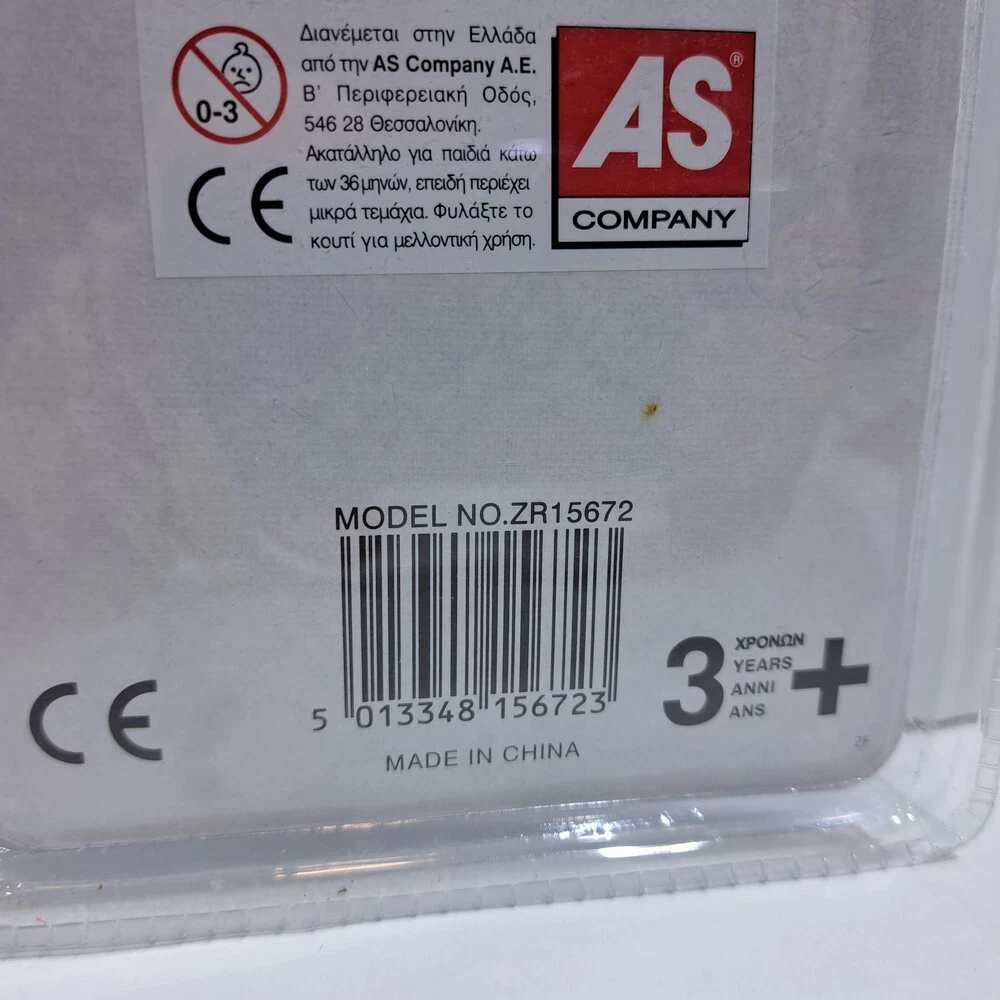 Διανέμεται στην Ελλάδα
από την AS Company A.E.
Β' Περιφερειακή Οδός,
546 28 Θεσσαλονίκη.
Ακατάλληλο για παιδιά κάτω
των 36 μηνών, επειδή περιέχει
μικρά τεμάχια. Φυλάξτε το
κουτί για μελλοντική χρήση.
0-3
CE
AS®
COMPANY
MODEL NO.ZR15672
5 013348 156723
MADE IN CHINA
CE
3 +
ΧΡΟΝΩΝ
YEARS
ANNI
ANS
ZF